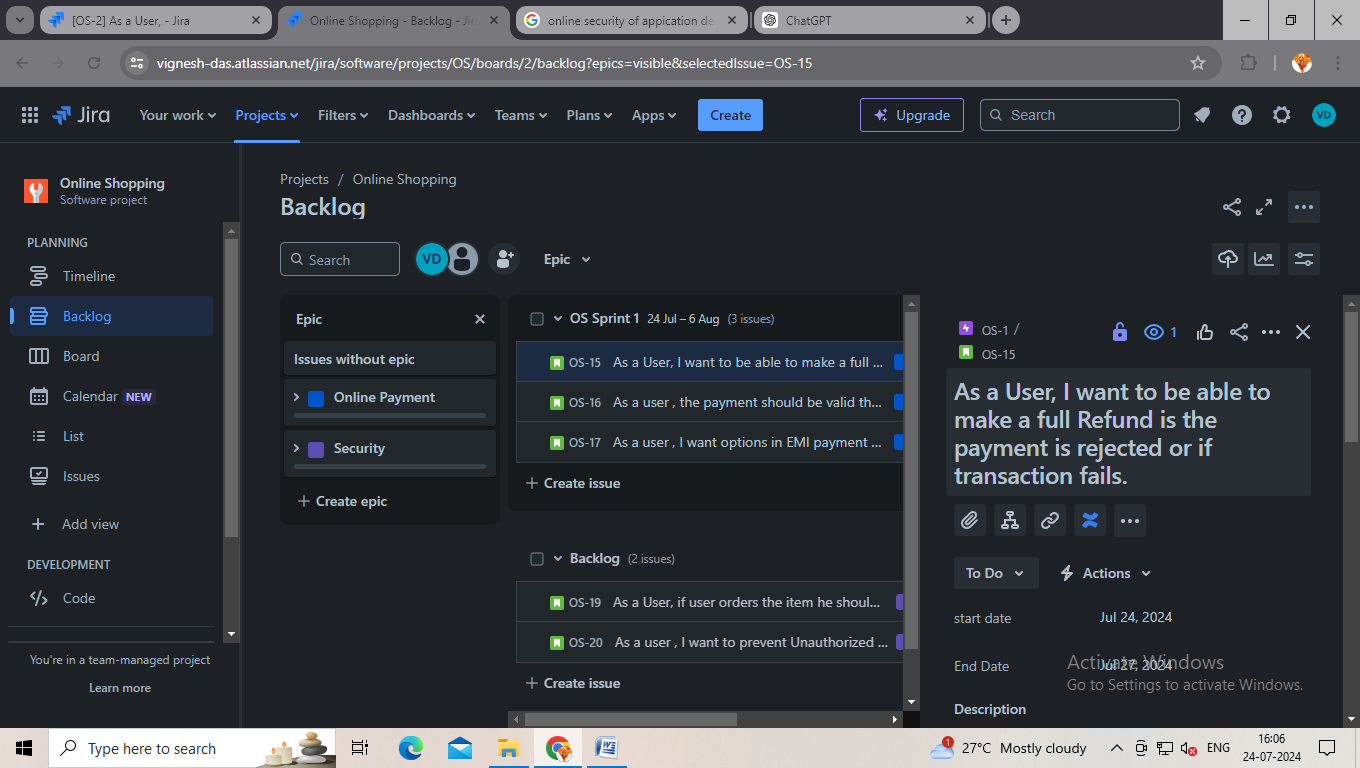 [OS-2] As a User, - Jira
Online Shopping - Backlog - Jira
online security of appication de
ChatGPT
vignesh-das.atlassian.net/jira/software/projects/OS/boards/2/backlog?epics=visible&selectedIssue=OS-15
Jira
Your work
Projects
Filters
Dashboards
Teams
Plans
Apps
Create
Upgrade
Search
VD
Online Shopping
Software project
PLANNING
Timeline
Backlog
Board
Calendar NEW
List
Issues
Add view
DEVELOPMENT
Code
You're in a team-managed project
Learn more
Projects / Online Shopping
Backlog
Search
VD
Epic
Epic
Issues without epic
Online Payment
Security
+ Create epic
OS Sprint 1 24 Jul – 6 Aug (3 issues)
OS-15 As a User, I want to be able to make a full ...
OS-16 As a user , the payment should be valid th...
OS-17 As a user , I want options in EMI payment ...
+ Create issue
Backlog (2 issues)
OS-19 As a User, if user orders the item he shoul...
OS-20 As a user , I want to prevent Unauthorized ...
+ Create issue
OS-1 /
OS-15
1
As a User, I want to be able to
make a full Refund is the
payment is rejected or if
transaction fails.
To Do
Actions
start date Jul 24, 2024
End Date Jul 27, 2024
Description
Activate Windows
Go to Settings to activate Windows.
Type here to search
1
27°C Mostly cloudy
ENG
16:06
24-07-2024